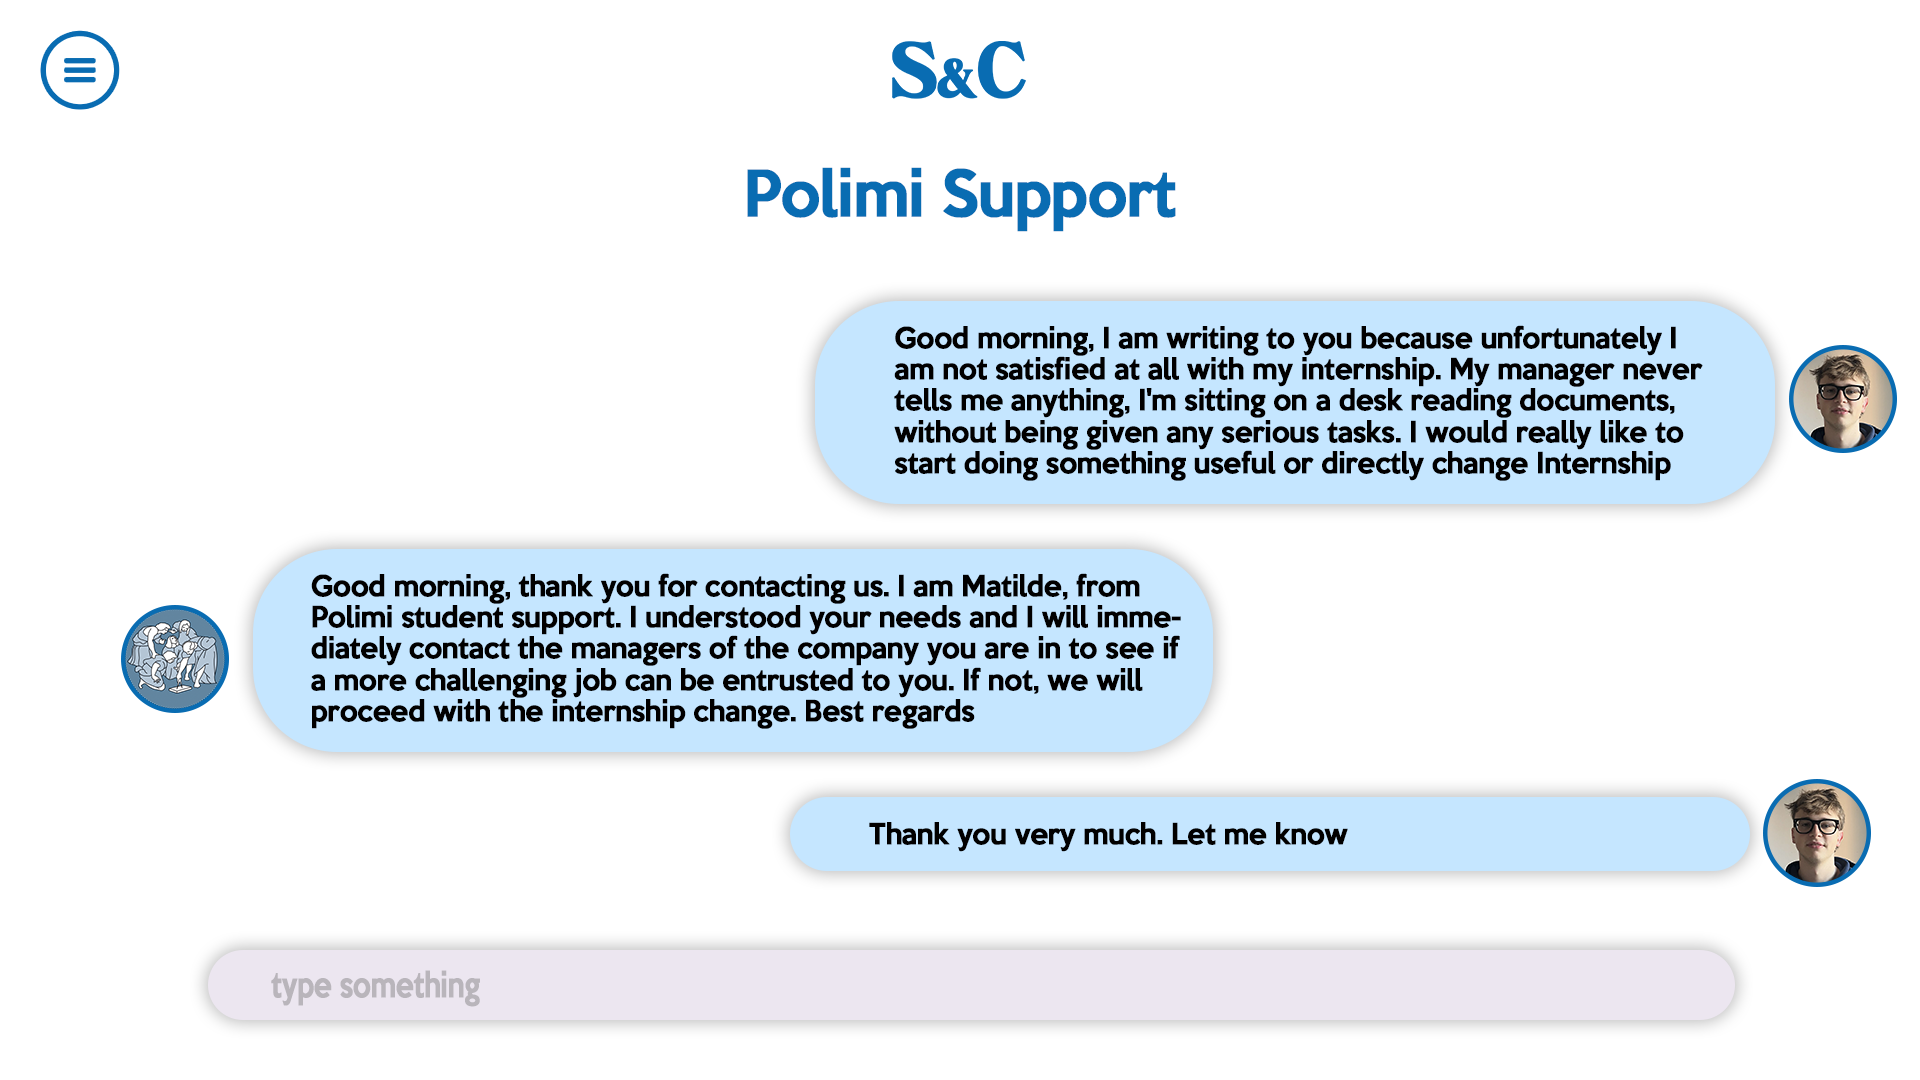 S&C
Polimi Support
Good morning, I am writing to you because unfortunately I
am not satisfied at all with my internship. My manager never
tells me anything, I'm sitting on a desk reading documents,
without being given any serious tasks. I would really like to
start doing something useful or directly change Internship
Good morning, thank you for contacting us. I am Matilde, from
Polimi student support. I understood your needs and I will imme-
diately contact the managers of the company you are in to see if
a more challenging job can be entrusted to you. If not, we will
proceed with the internship change. Best regards
Thank you very much. Let me know
type something